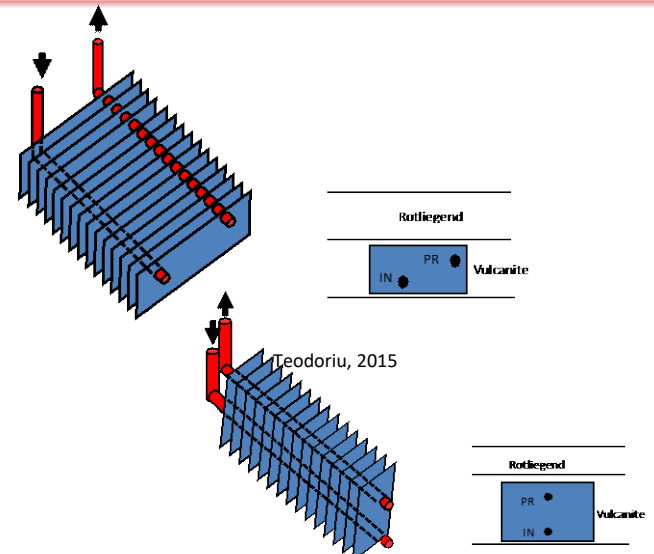 Rotliegend
PR
IN
Vulcanite
Teodoriu, 2015
Rotliegend
PR
IN
Vulcanite